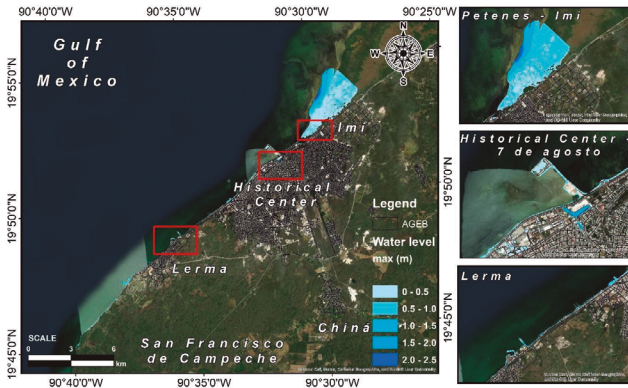 90°40'0"W
90°35'0"W
90°30'0"W
90°25'0"W
19°55'0"N
19°50'0"N
19°45'0"N
Gulf
of
Mexico
N
W
E
S
Imi
Historical
Center
Lerma
San Francisco
de Campeche
Chiná
Legend
AGEB
Water level
max (m)
0 - 0.5
0.5 - 1.0
1.0 - 1.5
1.5 - 2.0
2.0 - 2.5
SCALE
0 3 6
km
90°40'0"W
90°35'0"W
90°30'0"W
Petenes - Imi
Historical Center -
7 de agosto
Lerma
19°50'0"N
19°45'0"N